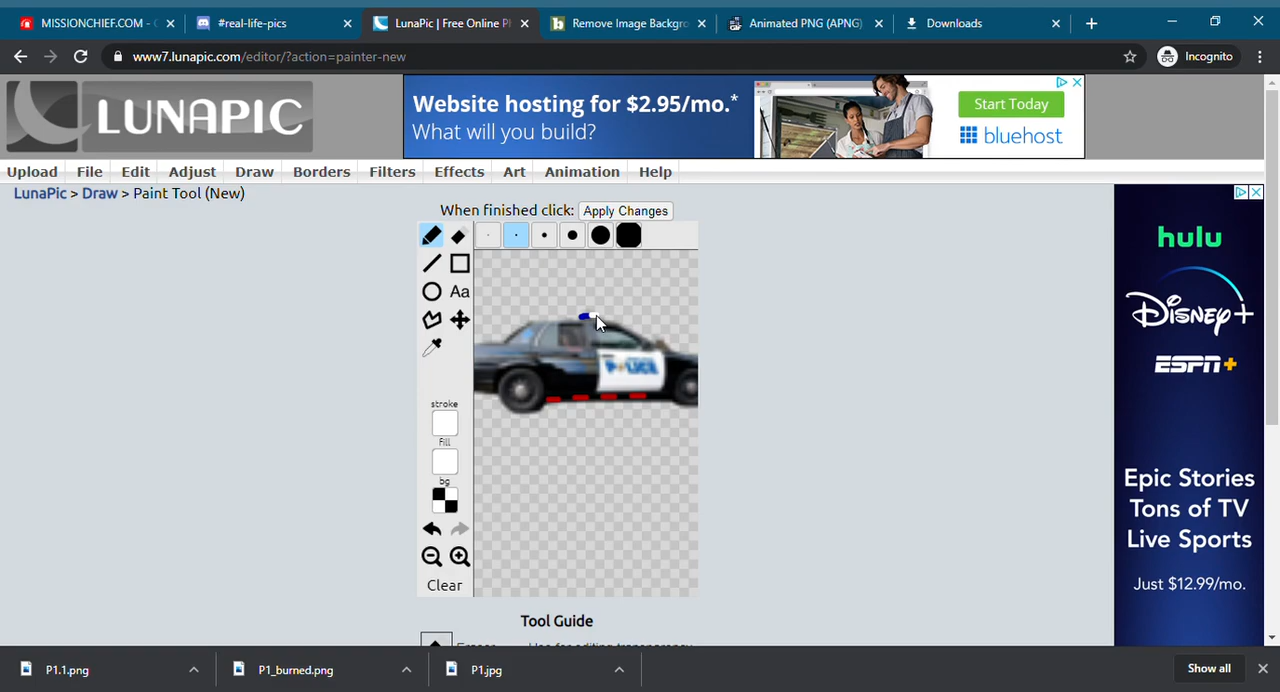 MISSIONCHIEF.COM - 
#real-life-pics
LunaPic | Free Online P
Remove Image Backgro
Animated PNG (APNG)
Downloads
www7.lunapic.com/editor/?action=painter-new
Incognito
LUNAPIC
Website hosting for $2.95/mo.*
What will you build?
Start Today
bluehost
Upload File Edit Adjust Draw Borders Filters Effects Art Animation Help
LunaPic > Draw > Paint Tool (New)
When finished click: Apply Changes
Aa
stroke
Fill
bg
Clear
POLICE
Tool Guide
hulu
Disney+
ESPN+
Epic Stories
Tons of TV
Live Sports
Just $12.99/mo.
P1.1.png
P1_burned.png
P1.jpg
Show all